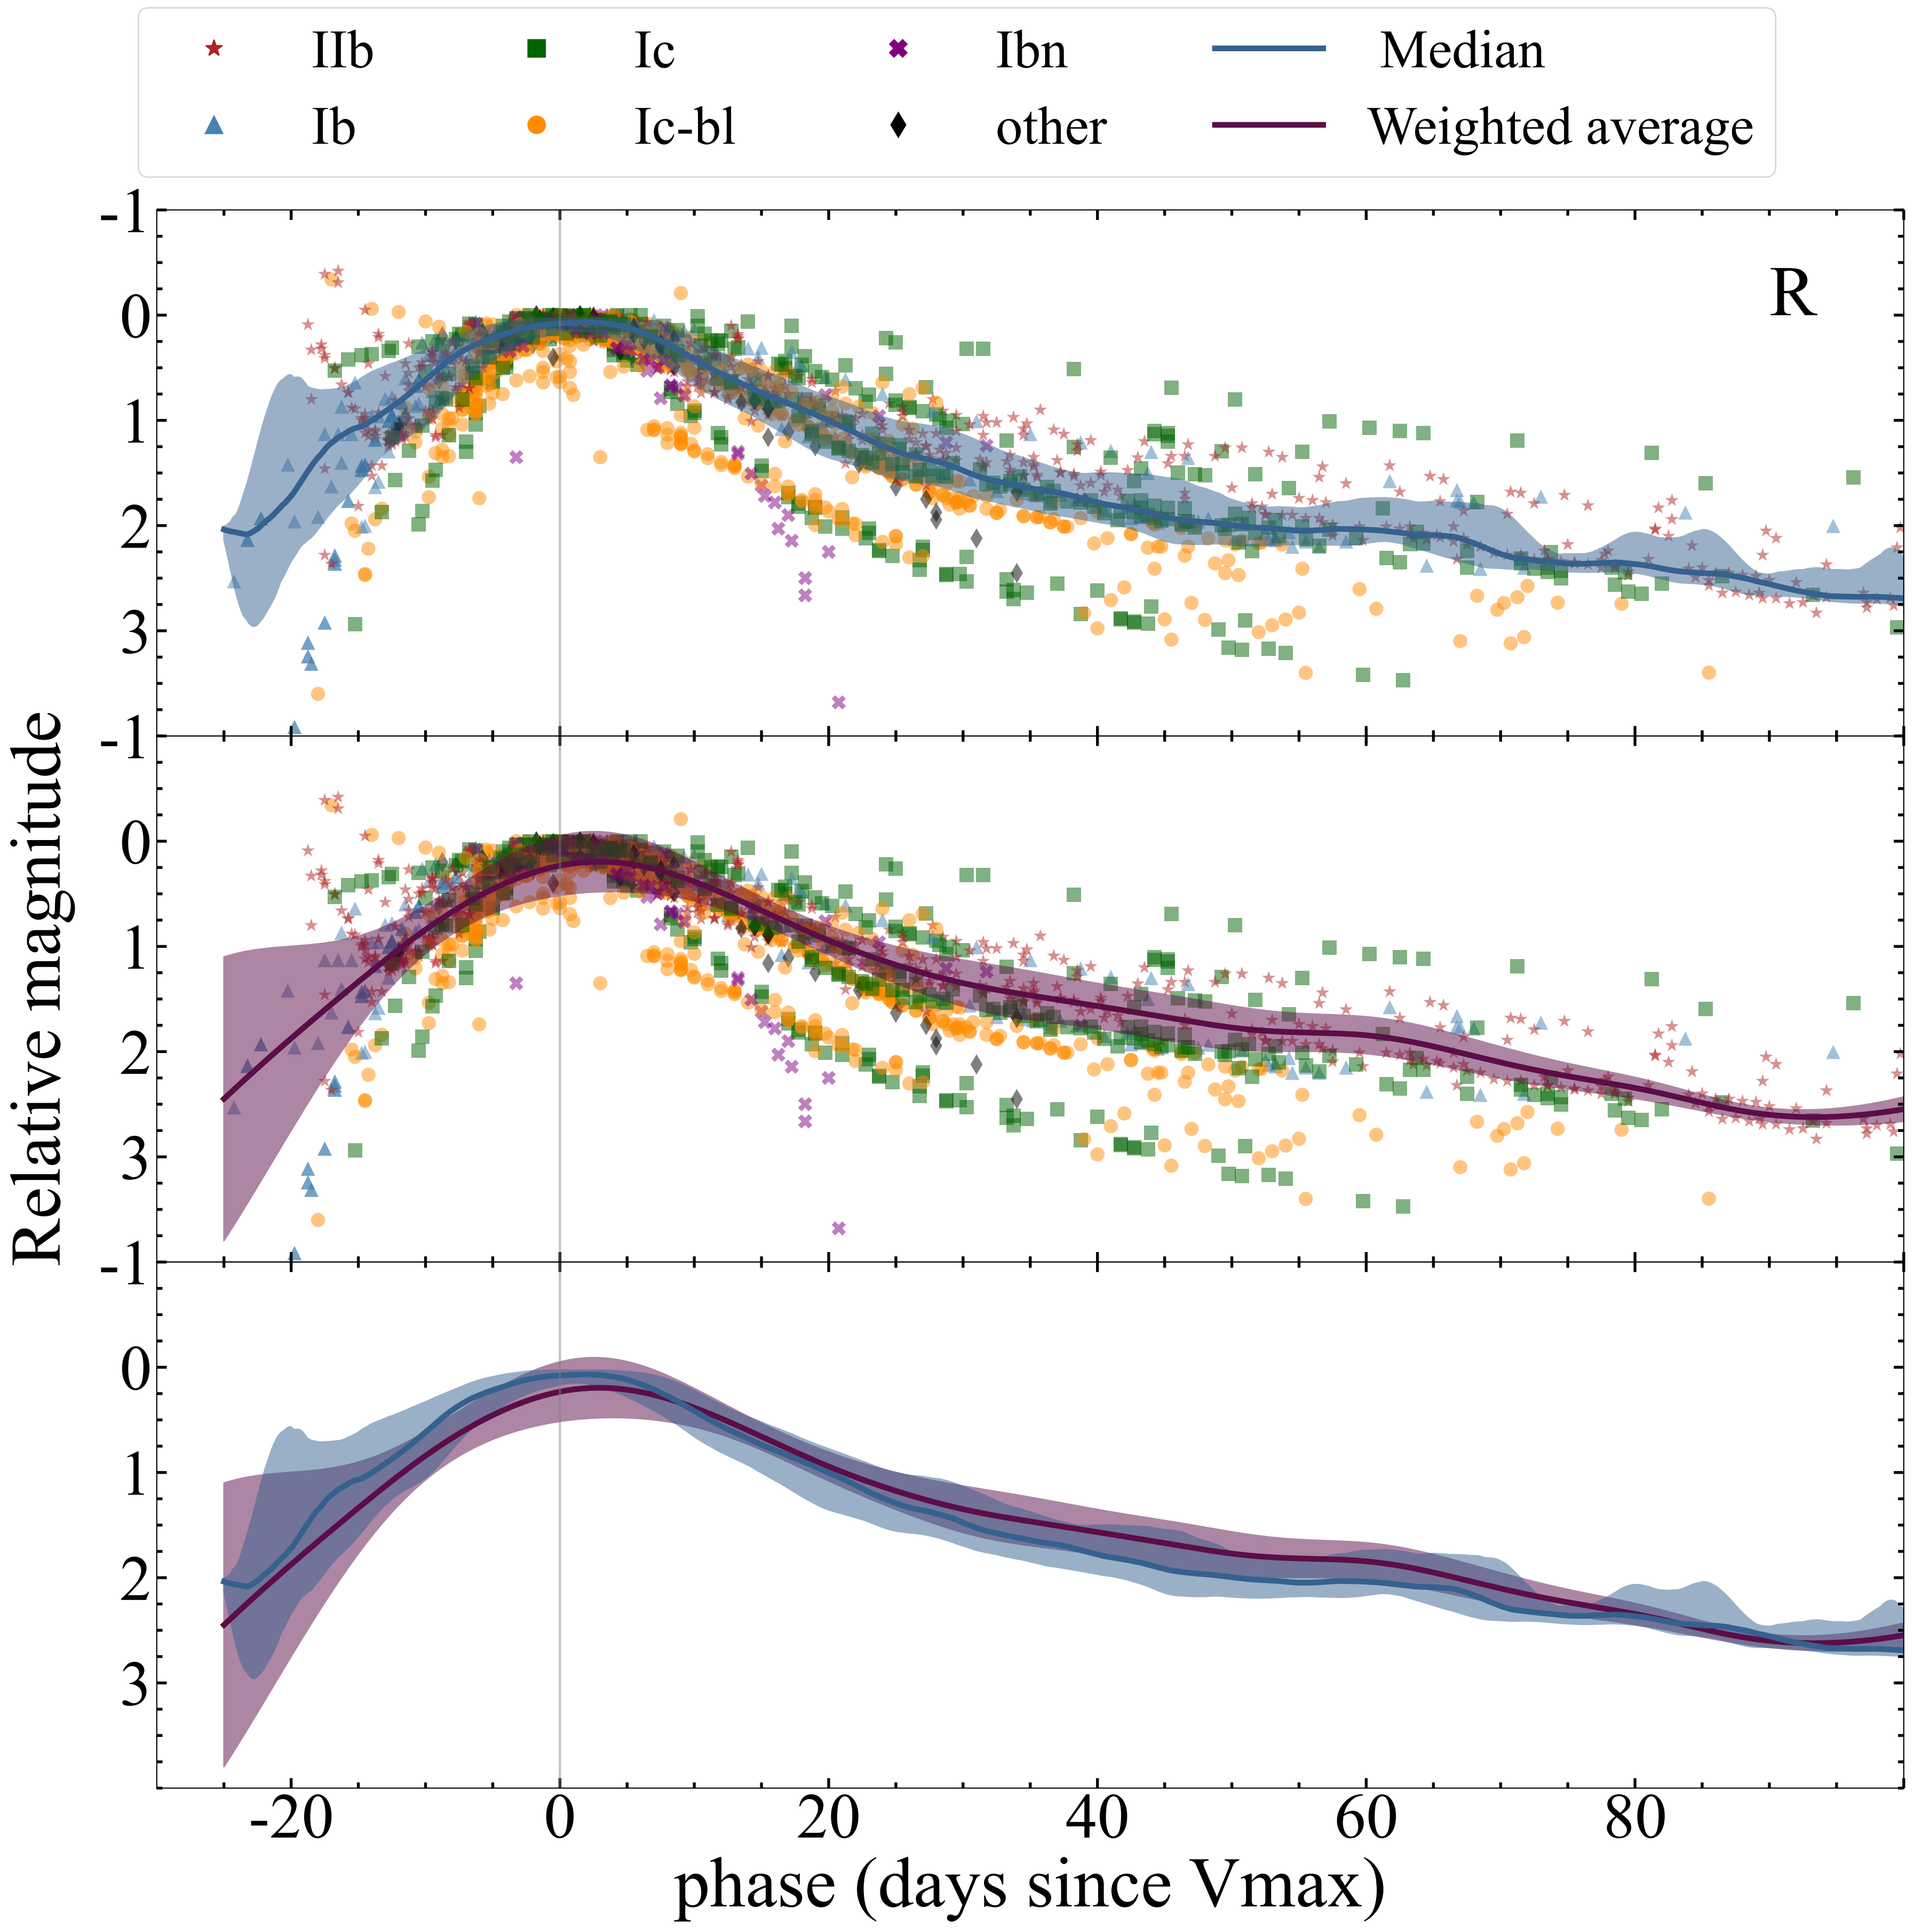 IIb Ic Ibn Median
Ib Ic-bl other Weighted average
R
-1
0
1
2
3
-1
0
1
2
3
-1
0
1
2
3
Relative magnitude
-20 0 20 40 60 80
phase (days since Vmax)